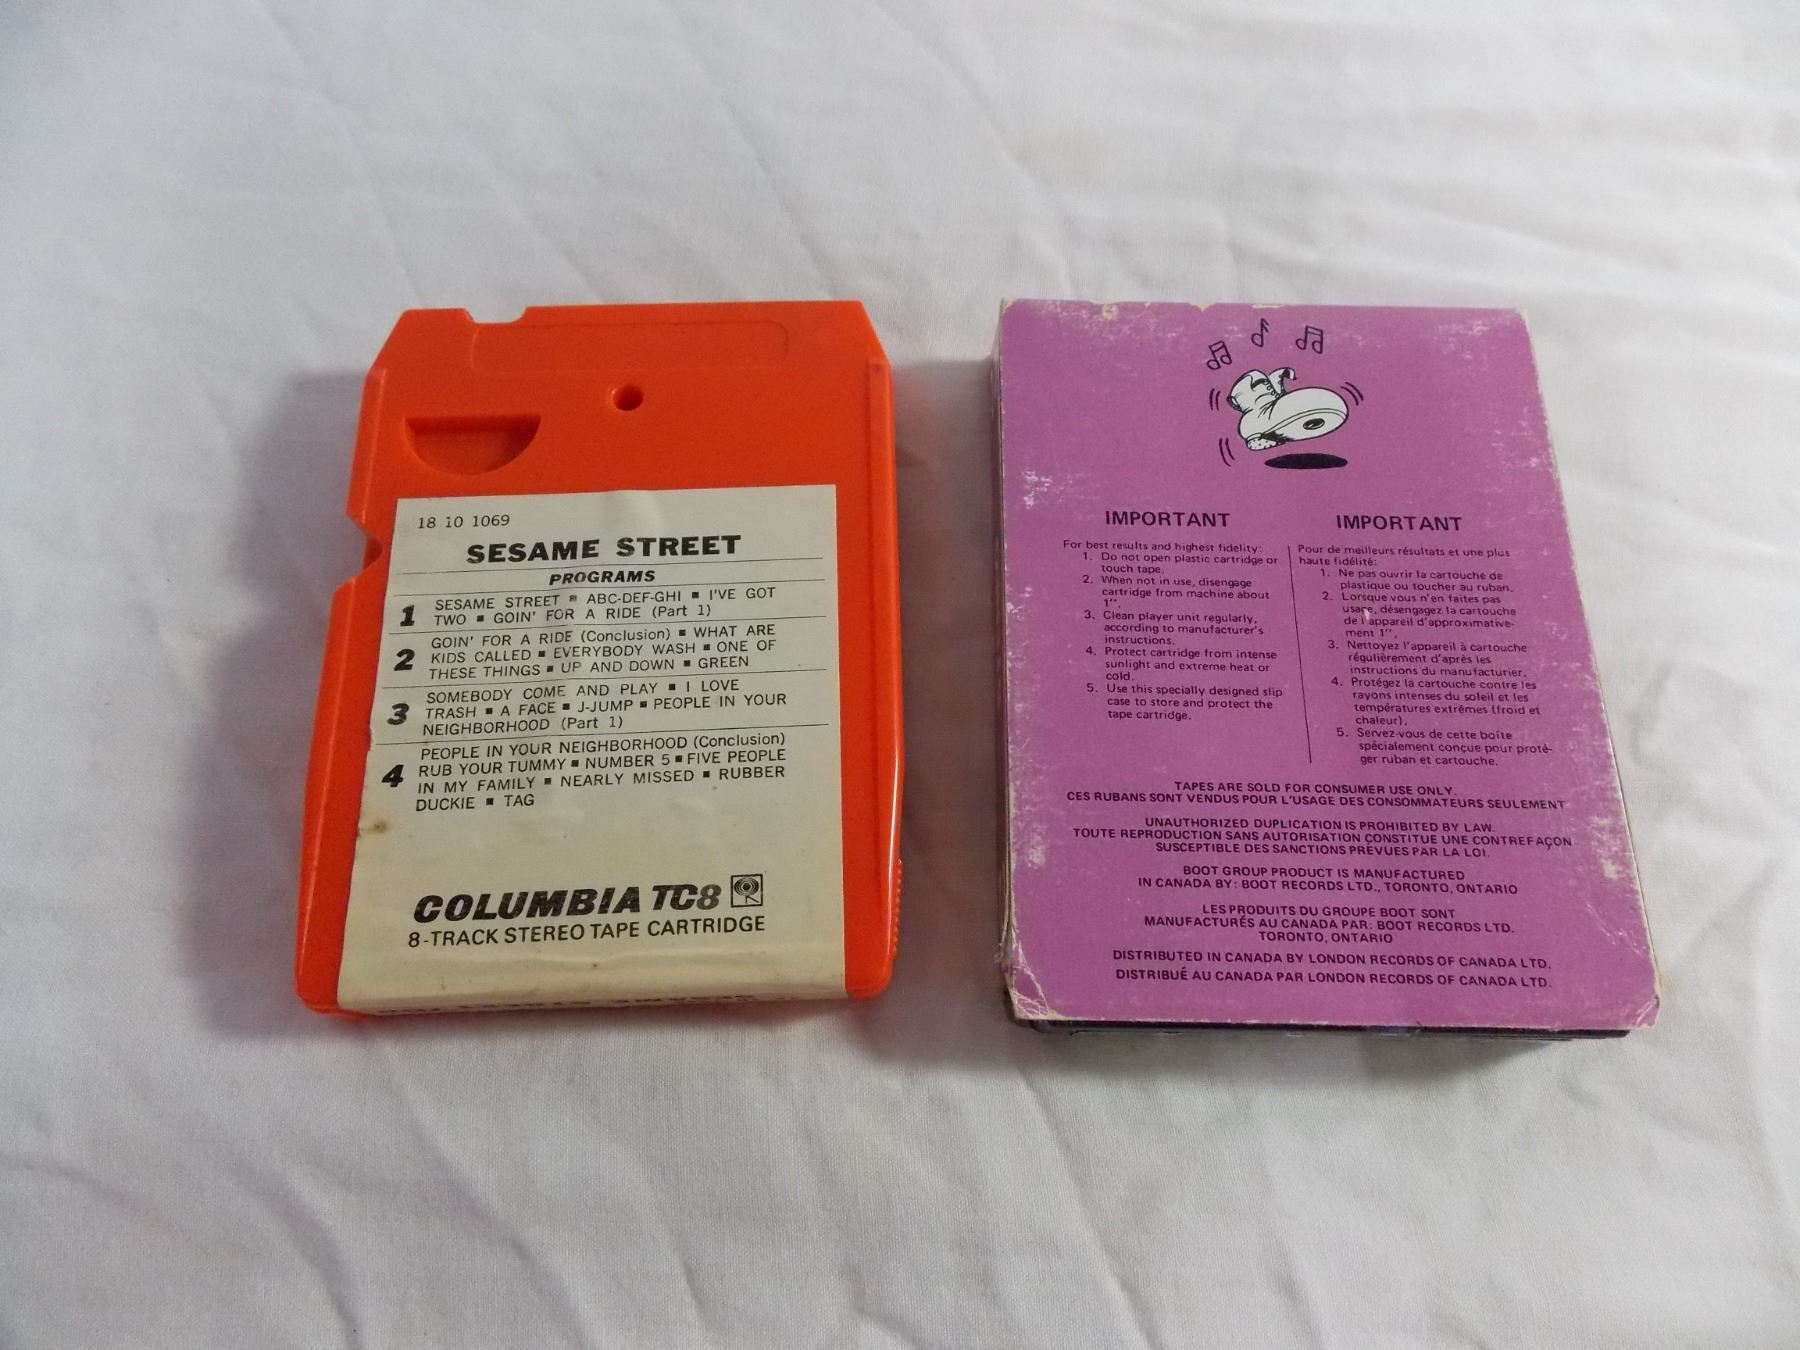 18 10 1069
SESAME STREET
PROGRAMS
1 SESAME STREET ■ ABC-DEF-GHI ■ I'VE GOT
TWO ■ GOIN' FOR A RIDE (Part 1)
2 GOIN' FOR A RIDE (Conclusion) ■ WHAT ARE
KIDS CALLED ■ EVERYBODY WASH ■ ONE OF
THESE THINGS ■ UP AND DOWN ■ GREEN
3 SOMEBODY COME AND PLAY ■ I LOVE
TRASH ■ A FACE ■ J-JUMP ■ PEOPLE IN YOUR
NEIGHBORHOOD (Part 1)
4 PEOPLE IN YOUR NEIGHBORHOOD (Conclusion)
RUB YOUR TUMMY ■ NUMBER 5 ■ FIVE PEOPLE
IN MY FAMILY ■ NEARLY MISSED ■ RUBBER
DUCKIE ■ TAG
COLUMBIA TC8
8-TRACK STEREO TAPE CARTRIDGE
IMPORTANT
For best results and highest fidelity:
1. Do not open plastic cartridge or
touch tape.
2. When not in use, disengage
cartridge from machine about
1".
3. Clean player unit regularly,
according to manufacturer's
instructions.
4. Protect cartridge from intense
sunlight and extreme heat or
cold.
5. Use this specially designed slip
case to store and protect the
tape cartridge.
IMPORTANT
Pour de meilleurs résultats et une plus
haute fidélité:
1. Ne pas ouvrir la cartouche de
plastique ou toucher au ruban.
2. Lorsque vous n'en faites pas
usage, désengagez la cartouche
de l'appareil d'approximative-
ment 1".
3. Nettoyez l'appareil à cartouche
régulièrement d'après les
instructions du manufacturier.
4. Protégez la cartouche contre les
rayons intenses du soleil et les
températures extrêmes (froid et
chaleur).
5. Servez-vous de cette boîte
spécialement conçue pour proté-
ger ruban et cartouche.
TAPES ARE SOLD FOR CONSUMER USE ONLY.
CES RUBANS SONT VENDUS POUR L'USAGE DES CONSOMMATEURS SEULEMENT
UNAUTHORIZED DUPLICATION IS PROHIBITED BY LAW.
TOUTE REPRODUCTION SANS AUTORISATION CONSTITUE UNE CONTREFAÇON
SUSCEPTIBLE DES SANCTIONS PRÉVUES PAR LA LOI.
BOOT GROUP PRODUCT IS MANUFACTURED
IN CANADA BY: BOOT RECORDS LTD., TORONTO, ONTARIO
LES PRODUITS DU GROUPE BOOT SONT
MANUFACTURÉS AU CANADA PAR: BOOT RECORDS LTD.
TORONTO, ONTARIO
DISTRIBUTED IN CANADA BY LONDON RECORDS OF CANADA LTD.
DISTRIBUÉ AU CANADA PAR LONDON RECORDS OF CANADA LTD.